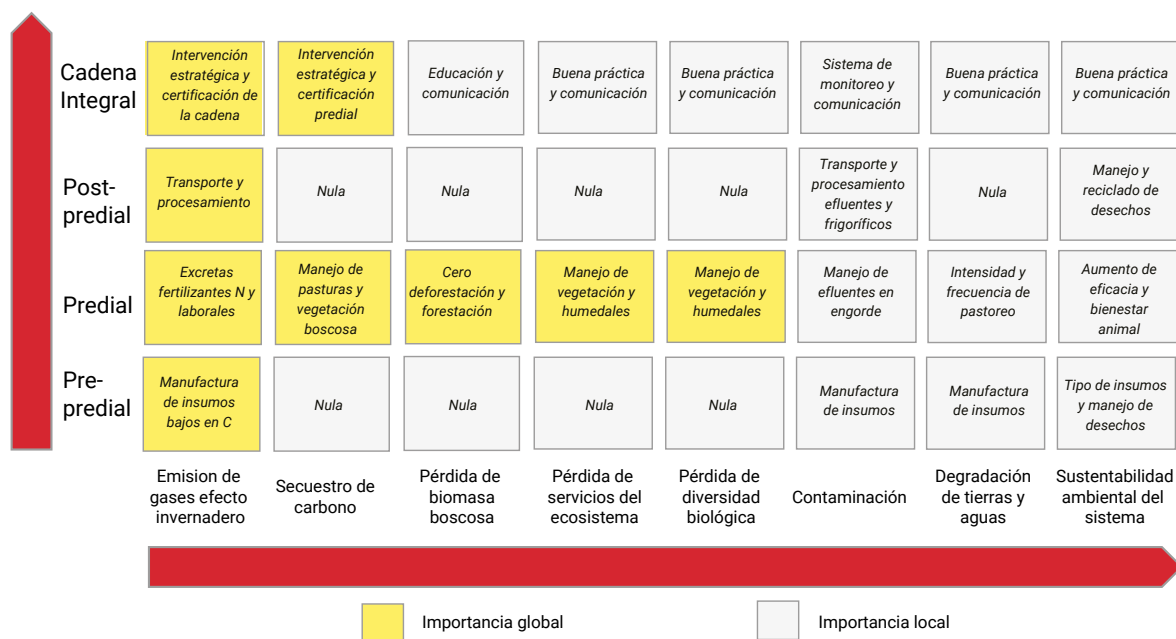 Cadena
Integral
Intervención
estratégica y
certificación de
la cadena
Intervención
estratégica y
certificación
predial
Educación y
comunicación
Buena práctica
y comunicación
Buena práctica
y comunicación
Sistema de
monitoreo y
comunicación
Buena práctica
y comunicación
Buena práctica
y comunicación
Post-
predial
Transporte y
procesamiento
Nula
Nula
Nula
Nula
Transporte y
procesamiento
efluentes y
frigoríficos
Nula
Manejo y
reciclado de
desechos
Predial
Excretas
fertilizantes N y
laborales
Manejo de
pasturas y
vegetación
boscosa
Cero
deforestación y
forestación
Manejo de
vegetación y
humedales
Manejo de
vegetación y
humedales
Manejo de
efluentes en
engorde
Intensidad y
frecuencia de
pastoreo
Aumento de
eficacia y
bienestar
animal
Pre-
predial
Manufactura
de insumos
bajos en C
Nula
Nula
Nula
Nula
Manufactura
de insumos
Manufactura
de insumos
Tipo de insumos
y manejo de
desechos
Emision de
gases efecto
invernadero
Secuestro de
carbono
Pérdida de
biomasa
boscosa
Pérdida de
servicios del
ecosistema
Pérdida de
diversidad
biológica
Contaminación
Degradación
de tierras y
aguas
Sustentabilidad
ambiental del
sistema
Importancia global
Importancia local